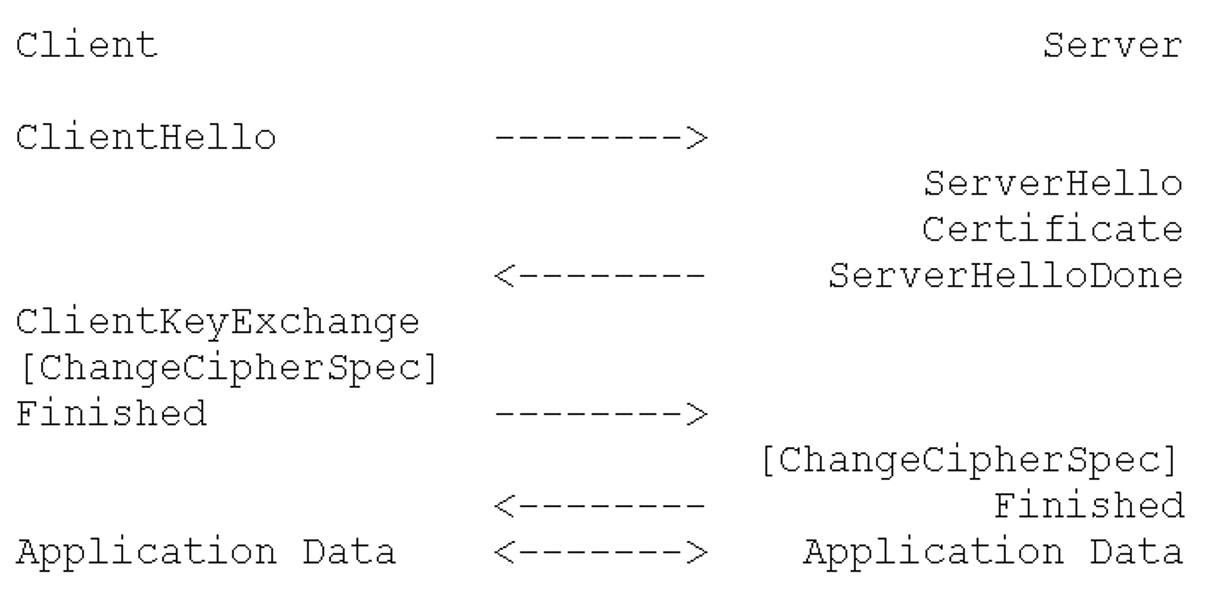 Client Server
ClientHello -------->
ServerHello
Certificate
<-------- ServerHelloDone
ClientKeyExchange
[ChangeCipherSpec]
Finished -------->
[ChangeCipherSpec]
<-------- Finished
Application Data <-------> Application Data